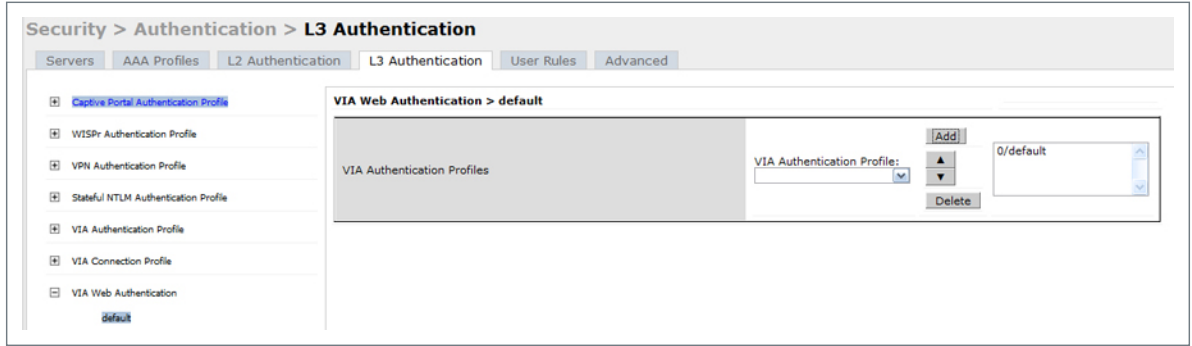 Security > Authentication > L3 Authentication
Servers AAA Profiles L2 Authentication L3 Authentication User Rules Advanced
Captive Portal Authentication Profile
WISPr Authentication Profile
VPN Authentication Profile
Stateful NTLM Authentication Profile
VIA Authentication Profile
VIA Connection Profile
VIA Web Authentication
default
VIA Web Authentication > default
VIA Authentication Profiles
VIA Authentication Profile:
Add
Delete
0/default